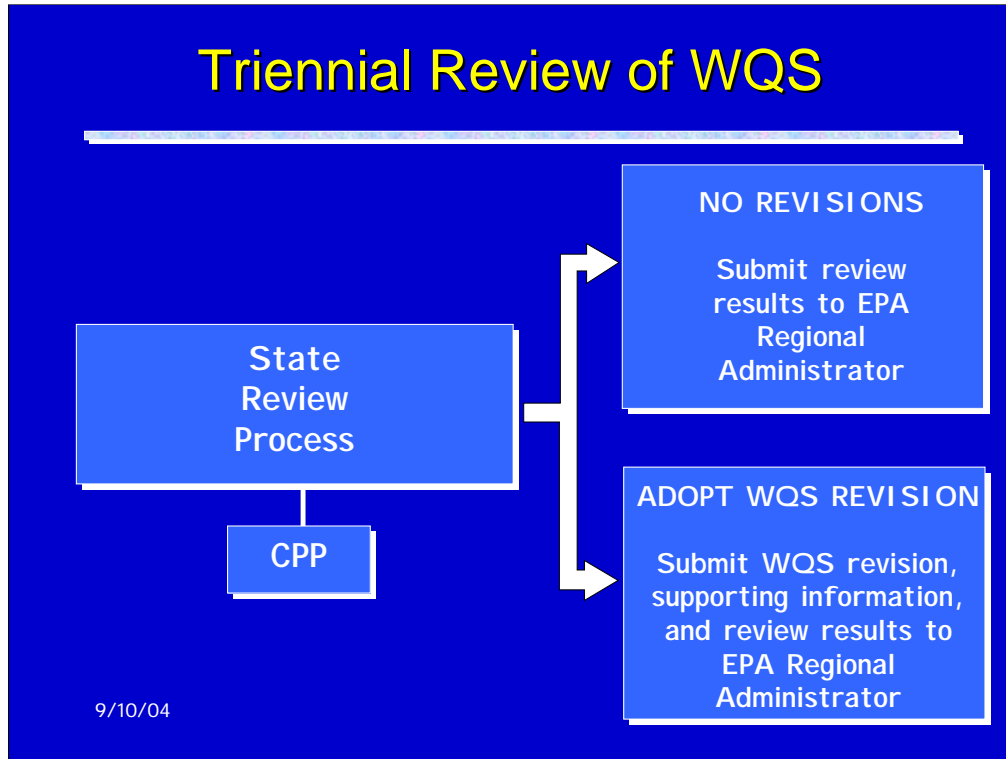 Triennial Review of WQS
State
Review
Process
CPP
NO REVISIONS
Submit review
results to EPA
Regional
Administrator
ADOPT WQS REVISION
Submit WQS revision,
supporting information,
and review results to
EPA Regional
Administrator
9/10/04